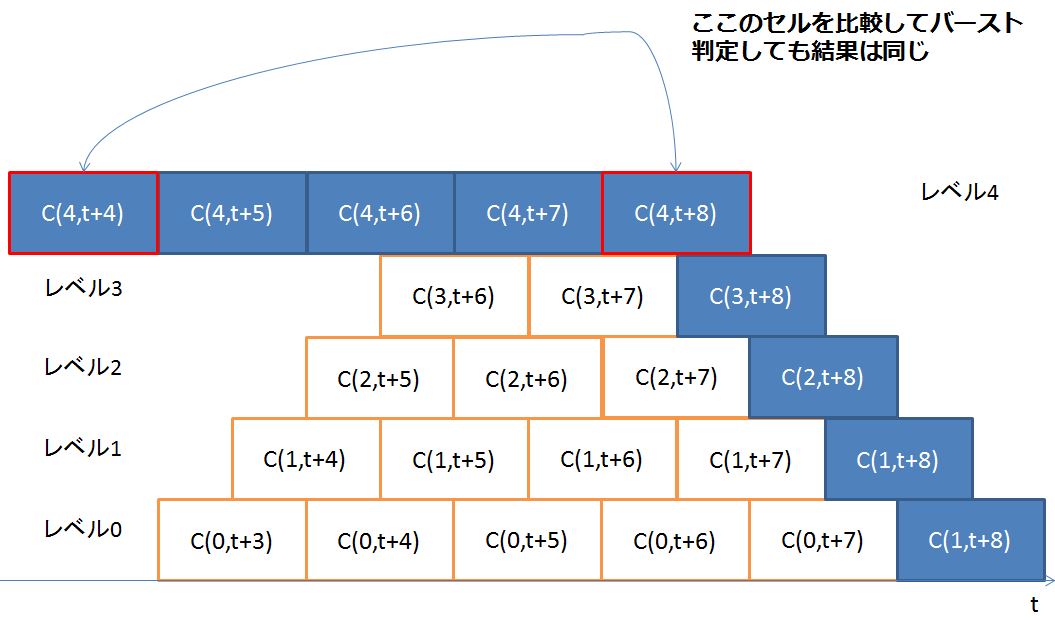 ここのセルを比較してバースト
判定しても結果は同じ
C(4,t+4) C(4,t+5) C(4,t+6) C(4,t+7) C(4,t+8) レベル4
レベル3 C(3,t+6) C(3,t+7) C(3,t+8)
レベル2 C(2,t+5) C(2,t+6) C(2,t+7) C(2,t+8)
レベル1 C(1,t+4) C(1,t+5) C(1,t+6) C(1,t+7) C(1,t+8)
レベル0 C(0,t+3) C(0,t+4) C(0,t+5) C(0,t+6) C(0,t+7) C(1,t+8)
t